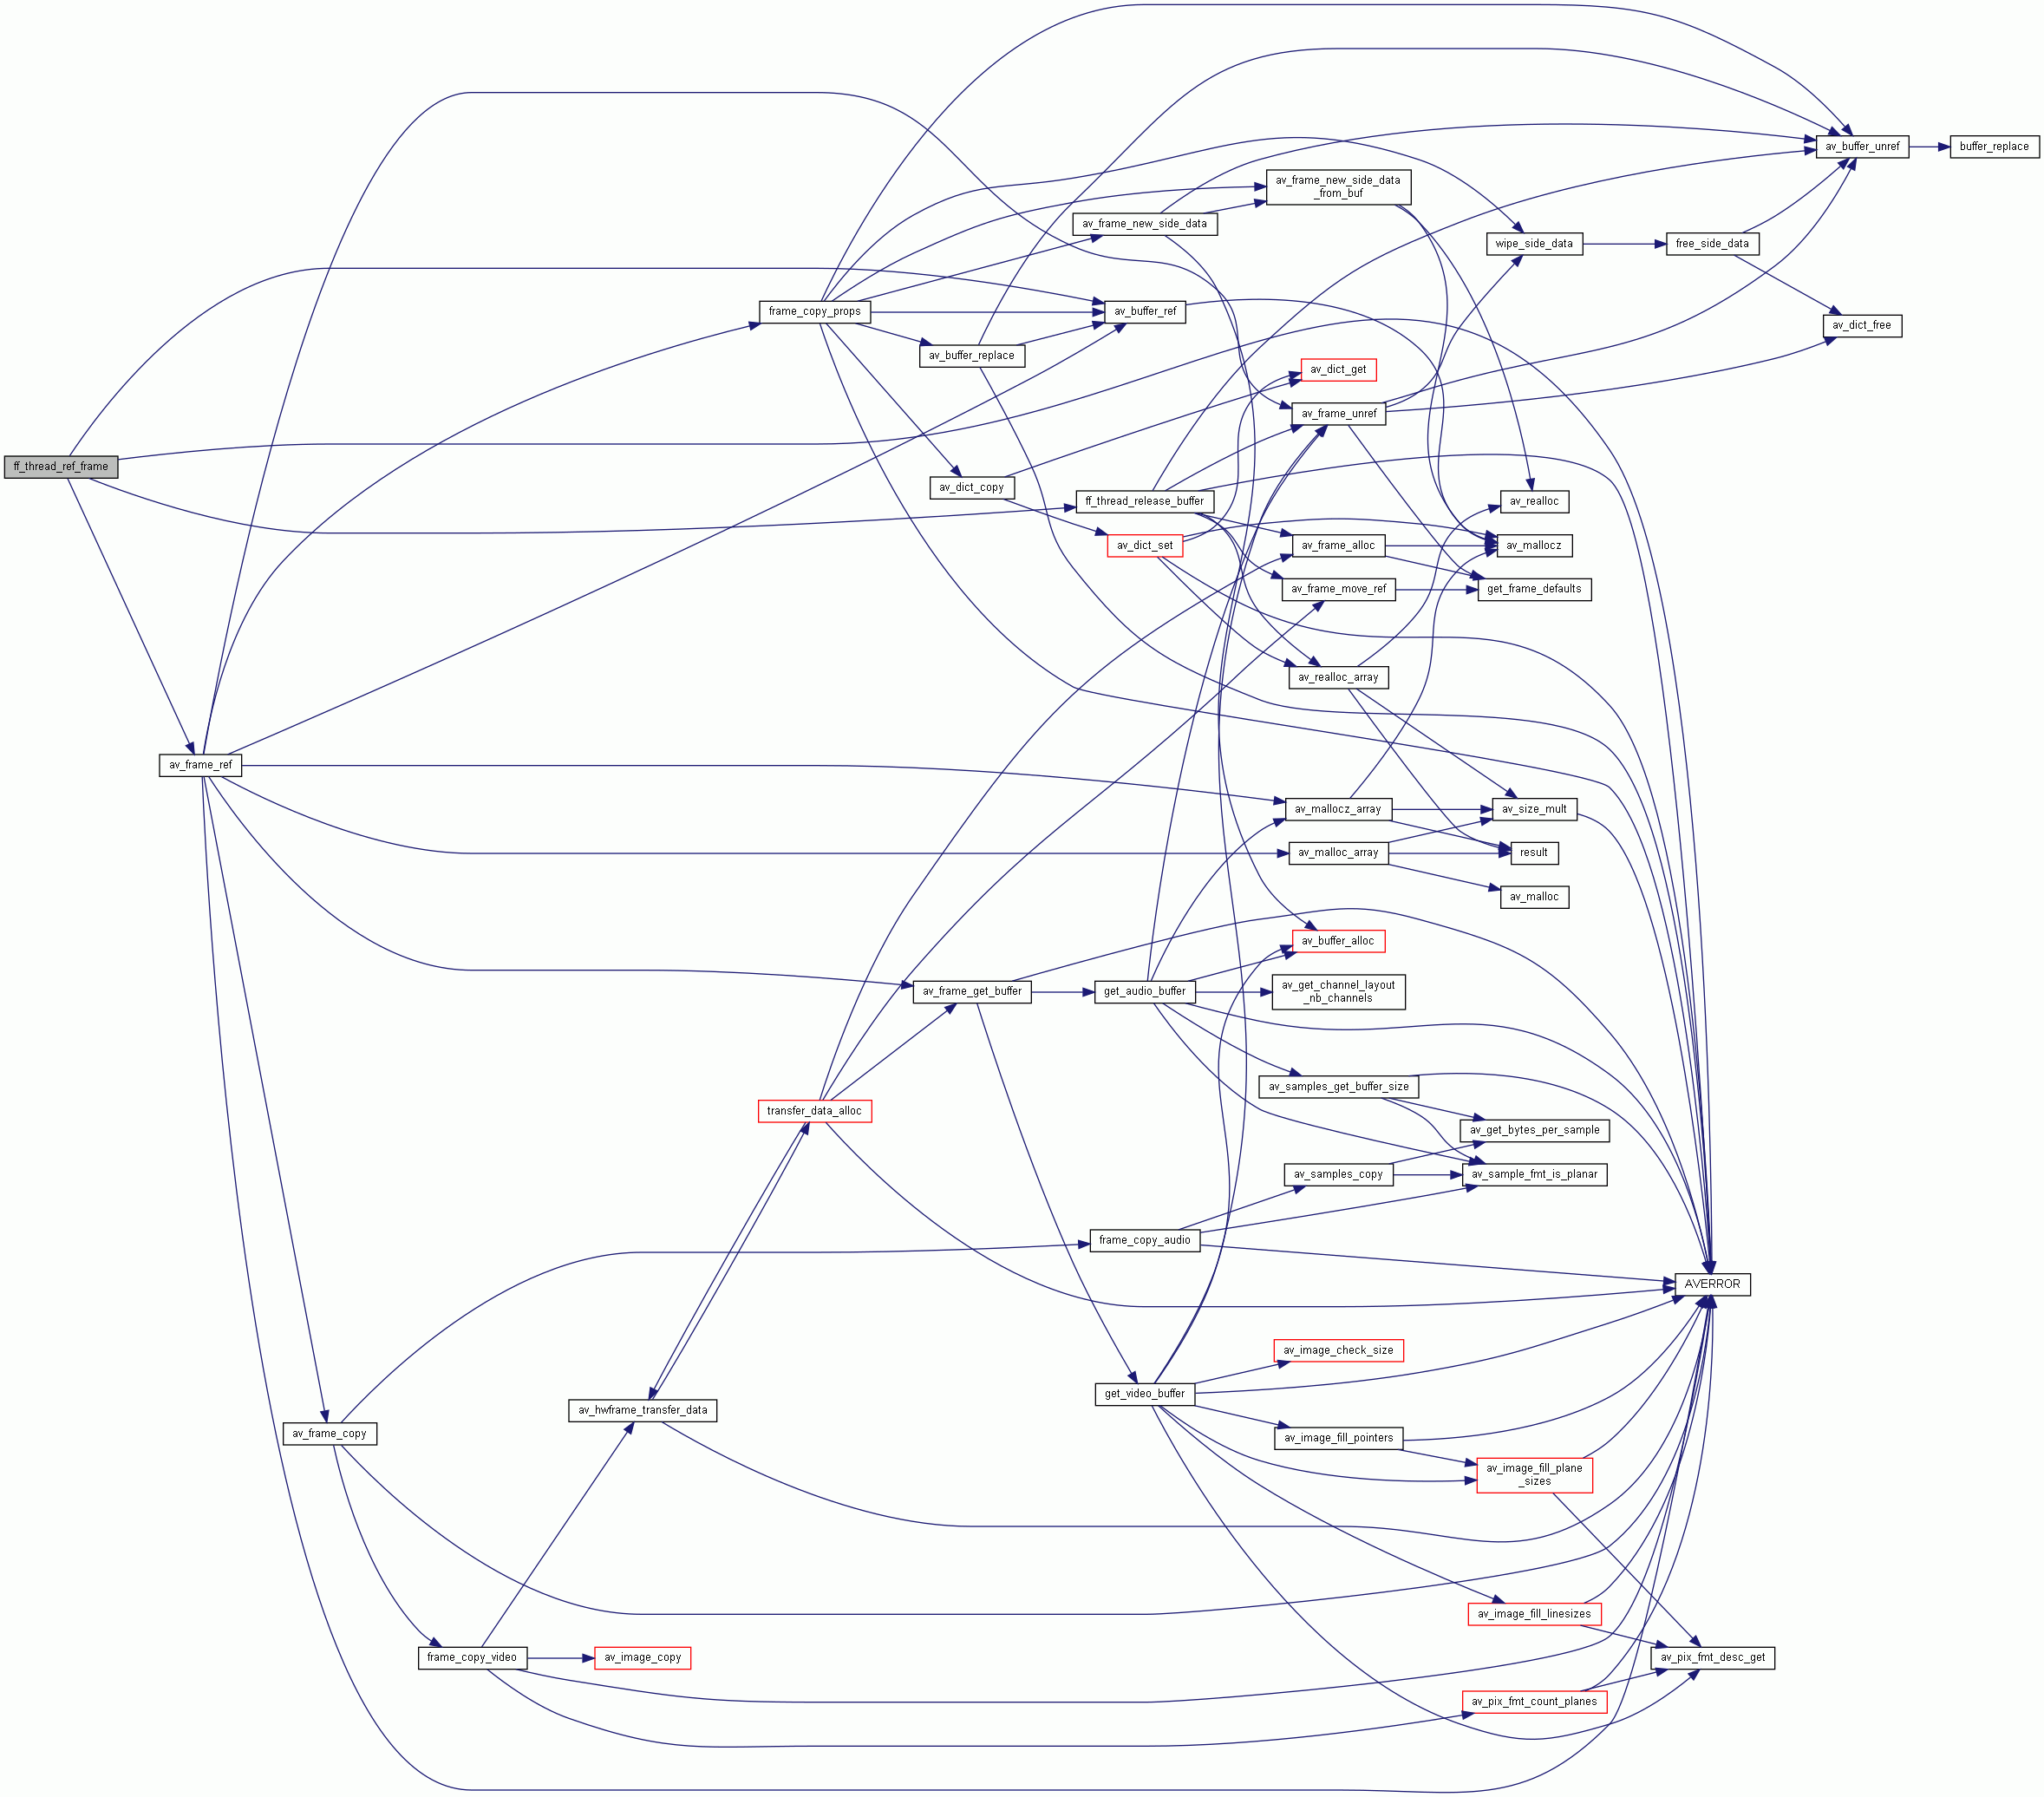 av_buffer_unref
buffer_replace
av_frame_new_side_data
_from_buf
av_frame_new_side_data
wipe_side_data
free_side_data
frame_copy_props
av_buffer_ref
av_dict_free
av_buffer_replace
av_dict_get
av_frame_unref
ff_thread_ref_frame
av_dict_copy
ff_thread_release_buffer
av_realloc
av_dict_set
av_frame_alloc
av_mallocz
av_frame_move_ref
get_frame_defaults
av_realloc_array
av_frame_ref
av_mallocz_array
av_size_mult
av_malloc_array
result
av_malloc
av_buffer_alloc
av_frame_get_buffer
get_audio_buffer
av_get_channel_layout
_nb_channels
av_samples_get_buffer_size
transfer_data_alloc
av_get_bytes_per_sample
av_samples_copy
av_sample_fmt_is_planar
frame_copy_audio
AVERROR
av_image_check_size
get_video_buffer
av_hwframe_transfer_data
av_frame_copy
av_image_fill_pointers
av_image_fill_plane
_sizes
av_image_fill_linesizes
frame_copy_video
av_image_copy
av_pix_fmt_desc_get
av_pix_fmt_count_planes